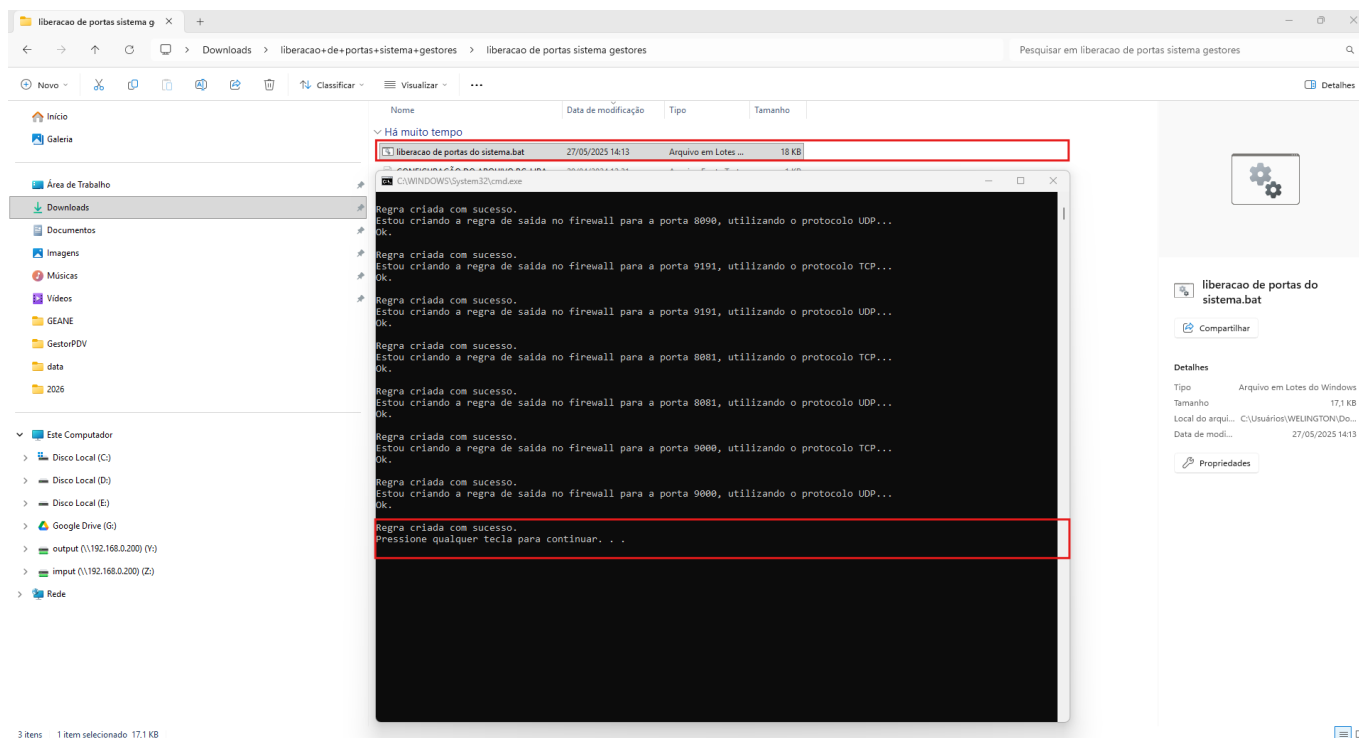 liberacao de portas sistema g
Downloads > liberacao+de+portas+sistema+gestores > liberacao de portas sistema gestores
Pesquisar em liberacao de portas sistema gestores
Novo
Classificar
Visualizar
Detalhes
Início
Galeria
Área de Trabalho
Downloads
Documentos
Imagens
Músicas
Vídeos
GEANE
GestorPDV
data
2026
Este Computador
Disco Local (C:)
Disco Local (D:)
Disco Local (E:)
Google Drive (G:)
output (\\192.168.0.200) (Y:)
imput (\\192.168.0.200) (Z:)
Rede
Nome Data de modificação Tipo Tamanho
Há muito tempo
liberacao de portas do sistema.bat 27/05/2025 14:13 Arquivo em Lotes ... 18 KB
CONFIGURAÇÃO DO ARQUIVO
C:\WINDOWS\System32\cmd.exe
Regra criada com sucesso.
Estou criando a regra de saida no firewall para a porta 8090, utilizando o protocolo UDP...
Ok.
Regra criada com sucesso.
Estou criando a regra de saida no firewall para a porta 9191, utilizando o protocolo TCP...
Ok.
Regra criada com sucesso.
Estou criando a regra de saida no firewall para a porta 9191, utilizando o protocolo UDP...
Ok.
Regra criada com sucesso.
Estou criando a regra de saida no firewall para a porta 8081, utilizando o protocolo TCP...
Ok.
Regra criada com sucesso.
Estou criando a regra de saida no firewall para a porta 8081, utilizando o protocolo UDP...
Ok.
Regra criada com sucesso.
Estou criando a regra de saida no firewall para a porta 9000, utilizando o protocolo TCP...
Ok.
Regra criada com sucesso.
Estou criando a regra de saida no firewall para a porta 9000, utilizando o protocolo UDP...
Ok.
Regra criada com sucesso.
Pressione qualquer tecla para continuar. . .
liberacao de portas do
sistema.bat
Compartilhar
Detalhes
Tipo Arquivo em Lotes do Windows
Tamanho 17,1 KB
Local do arqui... C:\Usuários\WELINGTON\Do...
Data de modi... 27/05/2025 14:13
Propriedades
3 itens 1 item selecionado 17,1 KB